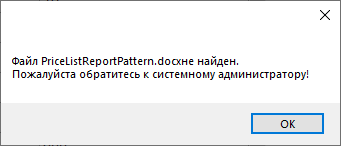 Файл PriceListReportPattern.docxне найден.
Пожалуйста обратитесь к системному администратору!
OK